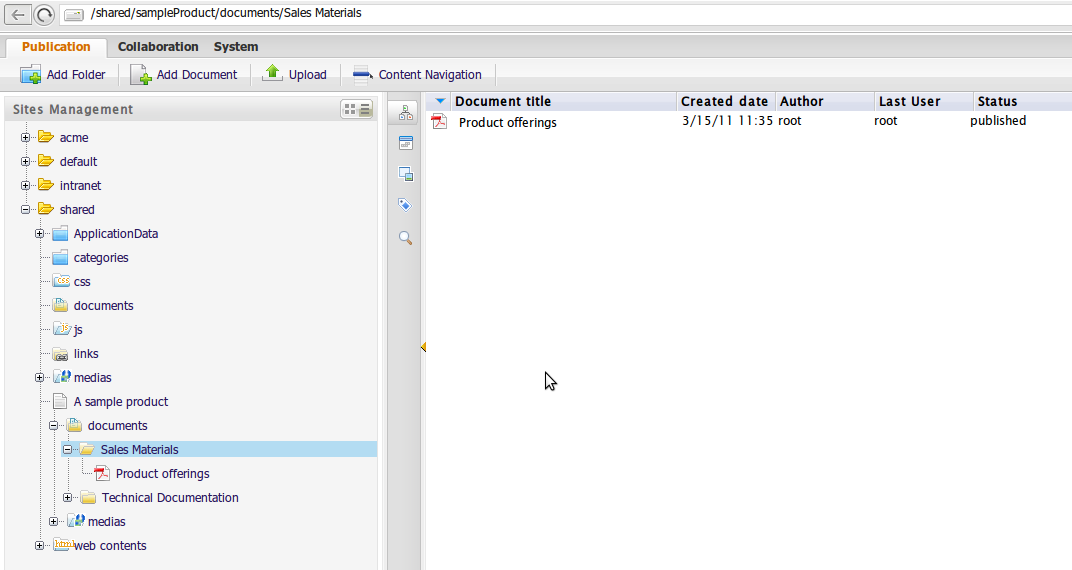 /shared/sampleProduct/documents/Sales Materials
Publication Collaboration System
Add Folder Add Document Upload Content Navigation
Sites Management
acme
default
intranet
shared
ApplicationData
categories
css
documents
js
links
medias
A sample product
documents
Sales Materials
Product offerings
Technical Documentation
medias
web contents
Document title Created date Author Last User Status
Product offerings 3/15/11 11:35 root root published